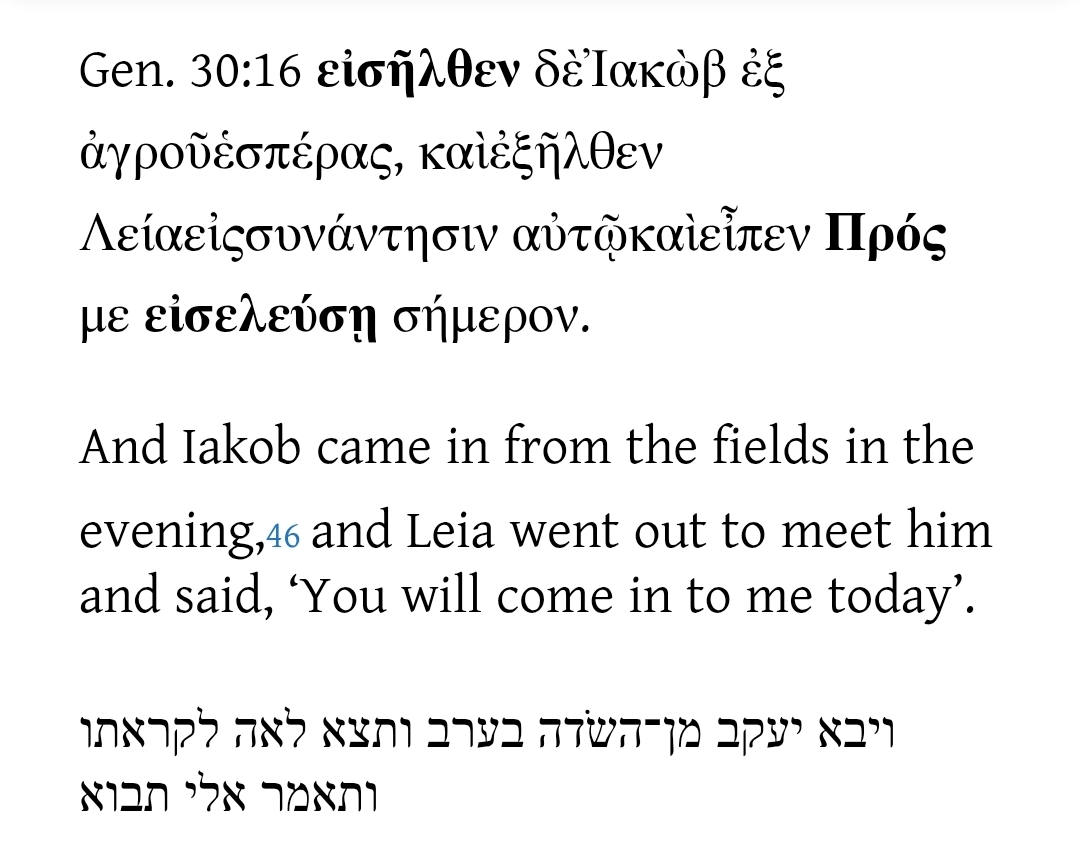 Gen. 30:16 εἰσῆλθεν δὲ᾿Ιακὼβ ἐξ
ἀγροῦἑσπέρας, καὶἐξῆλθεν
Λείαεἰςσυνάντησιν αὐτῷκαὶεἶπεν Πρός
με εἰσελεύσῃ σήμερον.
And Iakob came in from the fields in the
evening,46 and Leia went out to meet him
and said, ‘You will come in to me today’.
ויבא יעקב מן־השׂדה בערב ותצא לאה לקראתו
ותאמר אלי תבוא